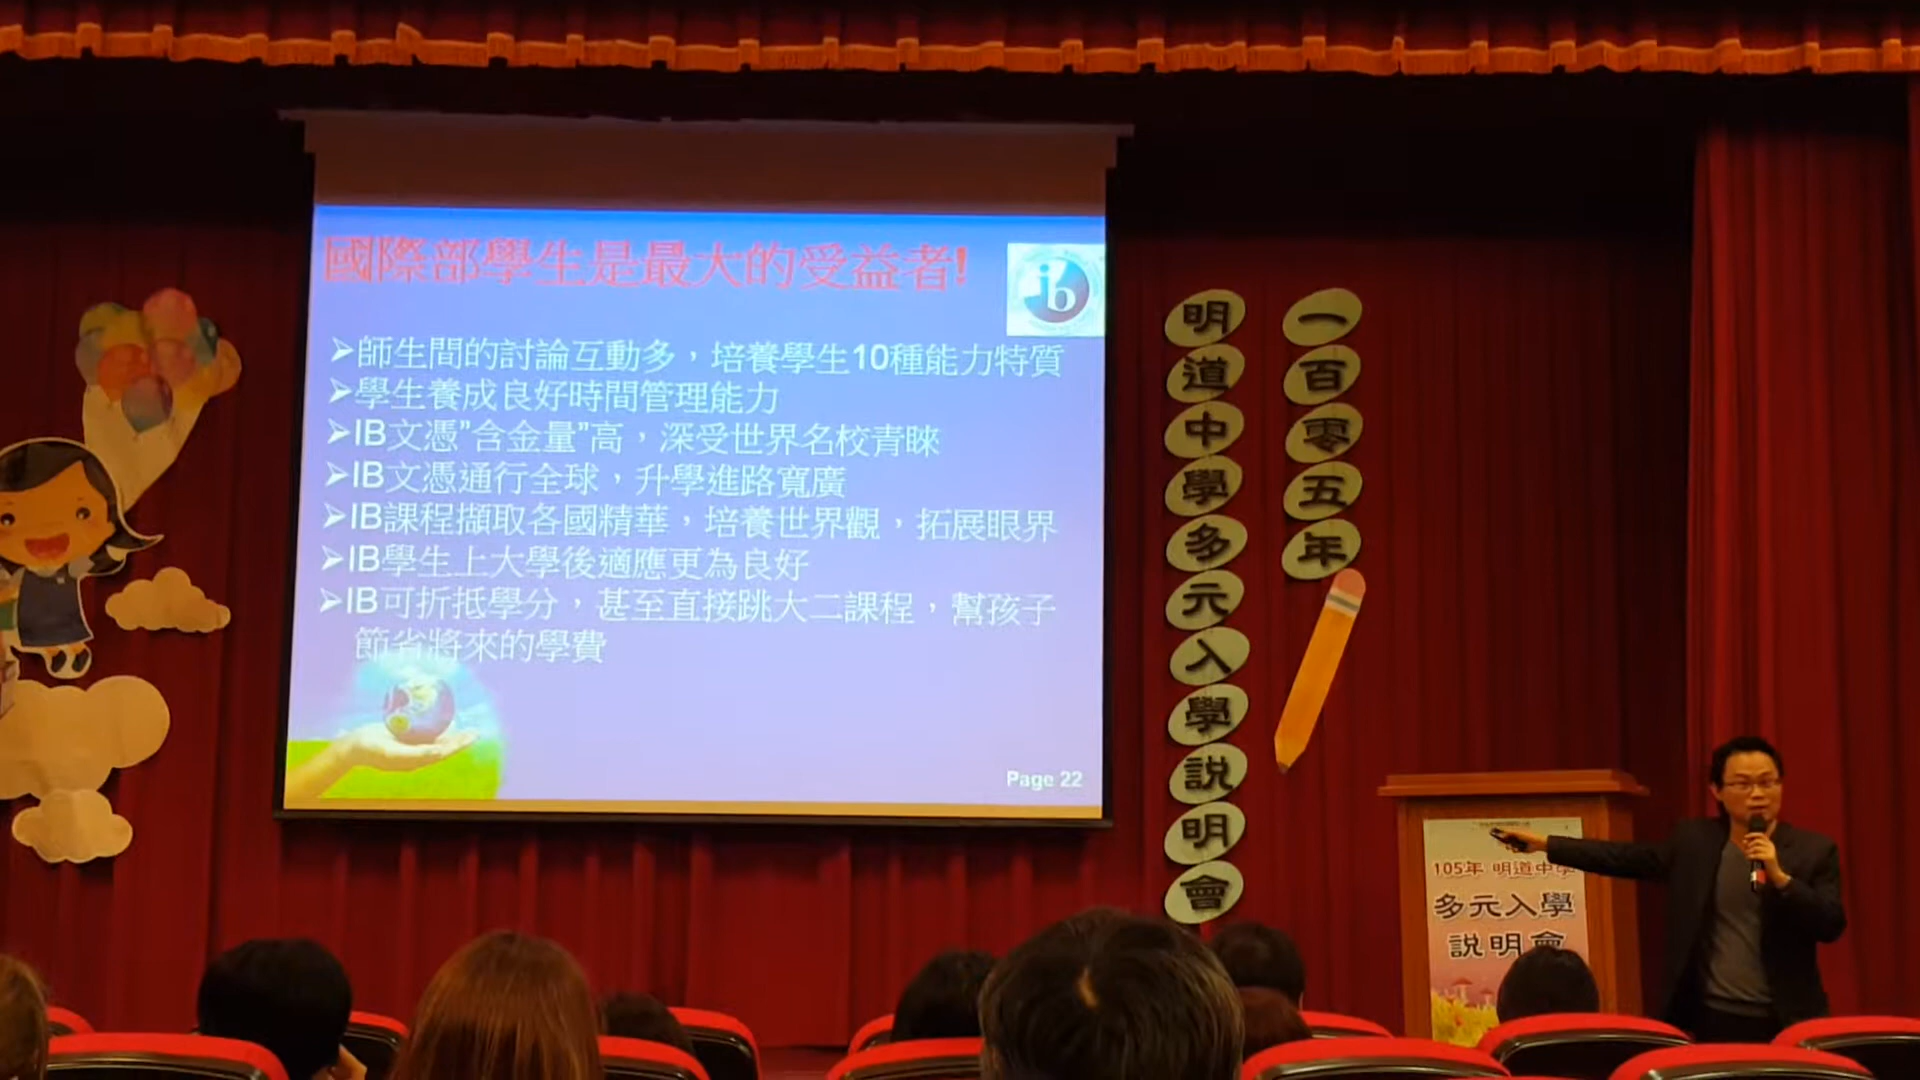 國際部學生是最大的受益者!
ib
➢師生間的討論互動多，培養學生10種能力特質
➢學生養成良好時間管理能力
➢IB文憑"含金量"高，深受世界名校青睞
➢IB文憑通行全球，升學進路寬廣
➢IB課程擷取各國精華，培養世界觀，拓展眼界
➢IB學生上大學後適應更為良好
➢IB可折抵學分，甚至直接跳大二課程，幫孩子
節省將來的學費
Page 22
一百零五年
明道中學多元入學説明會
105年 明道中學
多元入學
説明會